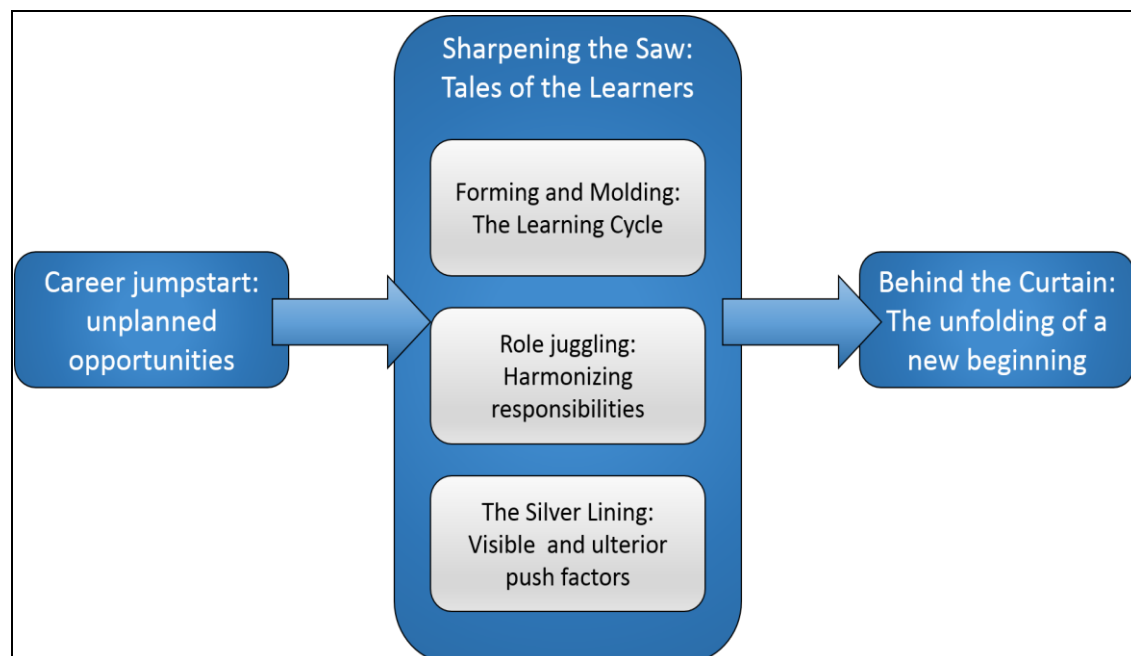 Career jumpstart:
unplanned
opportunities
Sharpening the Saw:
Tales of the Learners
Forming and Molding:
The Learning Cycle
Role juggling:
Harmonizing
responsibilities
The Silver Lining:
Visible and ulterior
push factors
Behind the Curtain:
The unfolding of a
new beginning